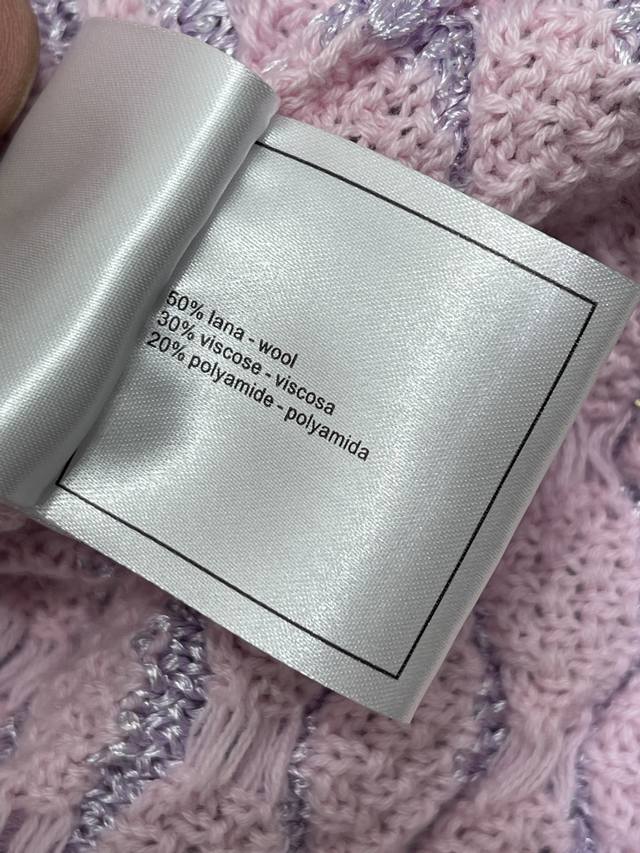 50% lana - wool
30% viscose - viscosa
20% polyamide - polyamida